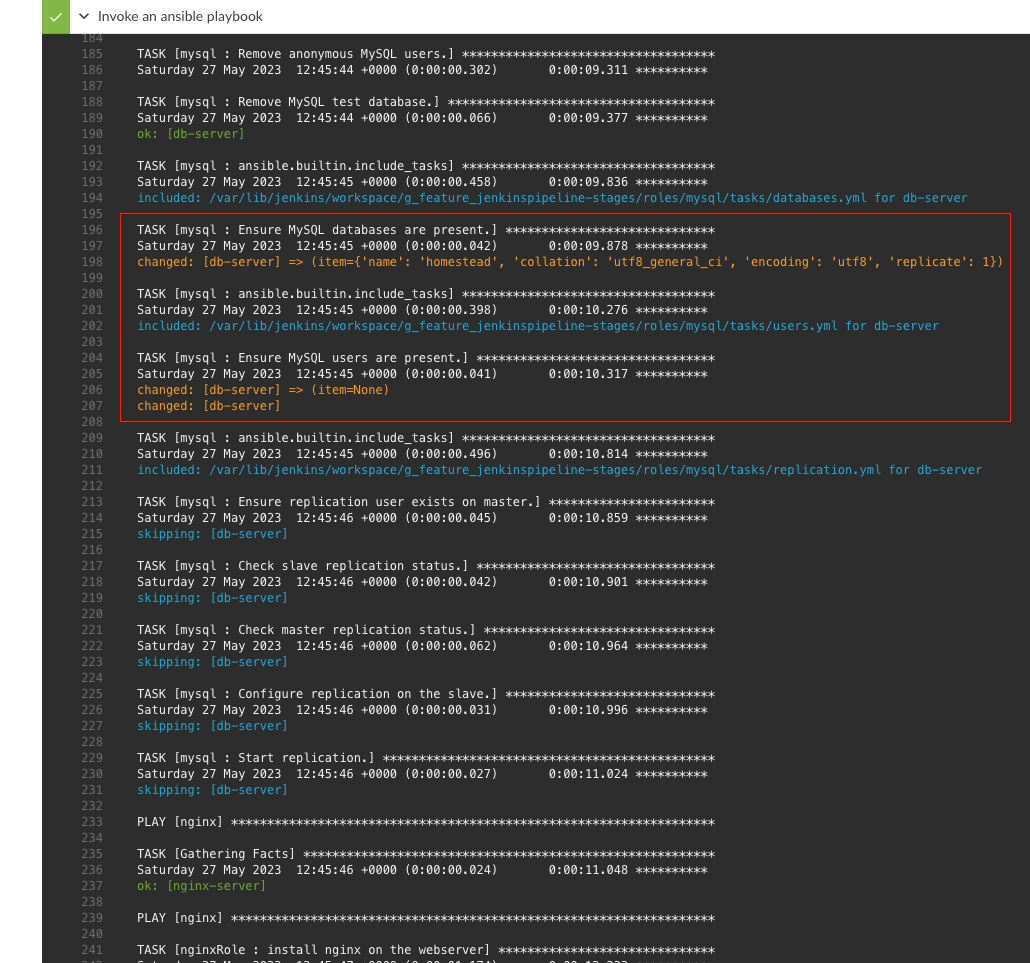 Invoke an ansible playbook
184
185 TASK [mysql : Remove anonymous MySQL users.] ***********************************
186 Saturday 27 May 2023  12:45:44 +0000 (0:00:00.302)       0:00:09.311 **********
187
188 TASK [mysql : Remove MySQL test database.] *************************************
189 Saturday 27 May 2023  12:45:44 +0000 (0:00:00.066)       0:00:09.377 **********
190 ok: [db-server]
191
192 TASK [mysql : ansible.builtin.include_tasks] ***********************************
193 Saturday 27 May 2023  12:45:45 +0000 (0:00:00.458)       0:00:09.836 **********
194 included: /var/lib/jenkins/workspace/g_feature_jenkinspipeline-stages/roles/mysql/tasks/databases.yml for db-server
195
196 TASK [mysql : Ensure MySQL databases are present.] *****************************
197 Saturday 27 May 2023  12:45:45 +0000 (0:00:00.042)       0:00:09.878 **********
198 changed: [db-server] => (item={'name': 'homestead', 'collation': 'utf8_general_ci', 'encoding': 'utf8', 'replicate': 1})
199
200 TASK [mysql : ansible.builtin.include_tasks] ***********************************
201 Saturday 27 May 2023  12:45:45 +0000 (0:00:00.398)       0:00:10.276 **********
202 included: /var/lib/jenkins/workspace/g_feature_jenkinspipeline-stages/roles/mysql/tasks/users.yml for db-server
203
204 TASK [mysql : Ensure MySQL users are present.] *********************************
205 Saturday 27 May 2023  12:45:45 +0000 (0:00:00.041)       0:00:10.317 **********
206 changed: [db-server] => (item=None)
207 changed: [db-server]
208
209 TASK [mysql : ansible.builtin.include_tasks] ***********************************
210 Saturday 27 May 2023  12:45:45 +0000 (0:00:00.496)       0:00:10.814 **********
211 included: /var/lib/jenkins/workspace/g_feature_jenkinspipeline-stages/roles/mysql/tasks/replication.yml for db-server
212
213 TASK [mysql : Ensure replication user exists on master.] ***********************
214 Saturday 27 May 2023  12:45:46 +0000 (0:00:00.045)       0:00:10.859 **********
215 skipping: [db-server]
216
217 TASK [mysql : Check slave replication status.] *********************************
218 Saturday 27 May 2023  12:45:46 +0000 (0:00:00.042)       0:00:10.901 **********
219 skipping: [db-server]
220
221 TASK [mysql : Check master replication status.] ********************************
222 Saturday 27 May 2023  12:45:46 +0000 (0:00:00.062)       0:00:10.964 **********
223 skipping: [db-server]
224
225 TASK [mysql : Configure replication on the slave.] *****************************
226 Saturday 27 May 2023  12:45:46 +0000 (0:00:00.031)       0:00:10.996 **********
227 skipping: [db-server]
228
229 TASK [mysql : Start replication.] **********************************************
230 Saturday 27 May 2023  12:45:46 +0000 (0:00:00.027)       0:00:11.024 **********
231 skipping: [db-server]
232
233 PLAY [nginx] *******************************************************************
234
235 TASK [Gathering Facts] *********************************************************
236 Saturday 27 May 2023  12:45:46 +0000 (0:00:00.024)       0:00:11.048 **********
237 ok: [nginx-server]
238
239 PLAY [nginx] *******************************************************************
240
241 TASK [nginxRole : install nginx on the webserver] ******************************